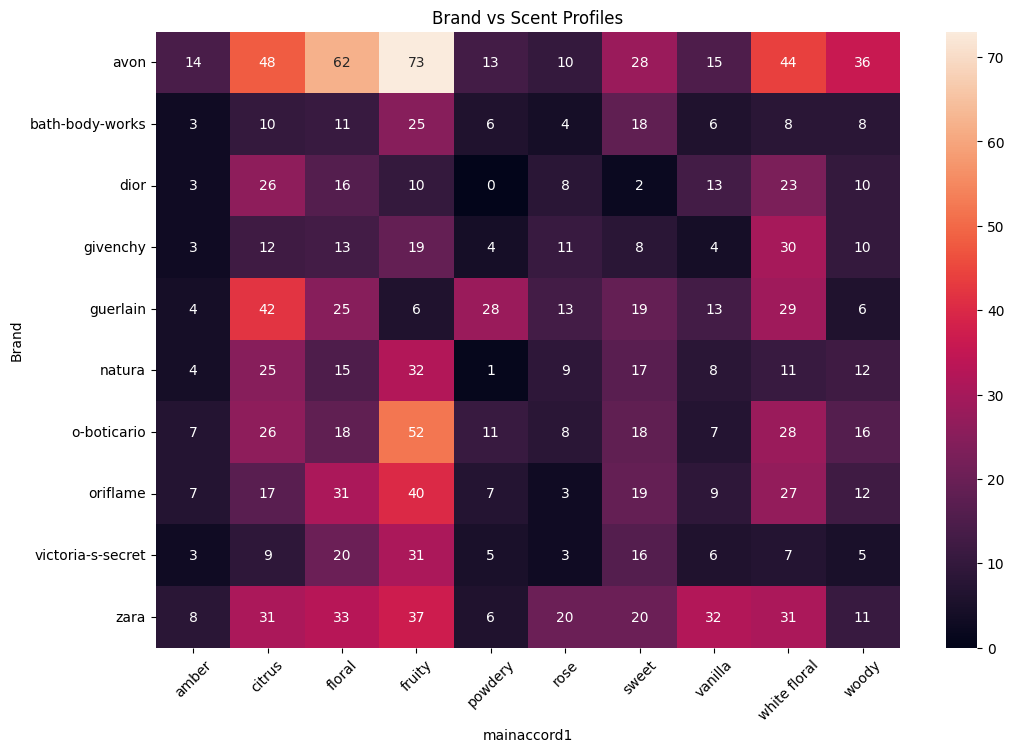 Brand vs Scent Profiles
avon 14 48 62 73 13 10 28 15 44 36
bath-body-works 3 10 11 25 6 4 18 6 8 8
dior 3 26 16 10 0 8 2 13 23 10
givenchy 3 12 13 19 4 11 8 4 30 10
guerlain 4 42 25 6 28 13 19 13 29 6
natura 4 25 15 32 1 9 17 8 11 12
o-boticario 7 26 18 52 11 8 18 7 28 16
oriflame 7 17 31 40 7 3 19 9 27 12
victoria-s-secret 3 9 20 31 5 3 16 6 7 5
zara 8 31 33 37 6 20 20 32 31 11
Brand
amber citrus floral fruity powdery rose sweet vanilla white floral woody
mainaccord1
70
60
50
40
30
20
10
0